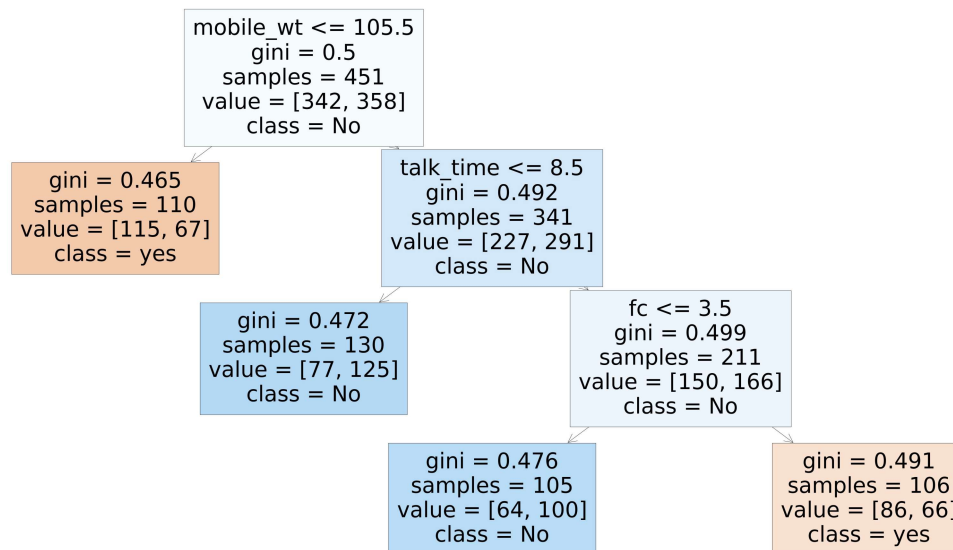 mobile_wt <= 105.5
gini = 0.5
samples = 451
value = [342, 358]
class = No
gini = 0.465
samples = 110
value = [115, 67]
class = yes
talk_time <= 8.5
gini = 0.492
samples = 341
value = [227, 291]
class = No
gini = 0.472
samples = 130
value = [77, 125]
class = No
fc <= 3.5
gini = 0.499
samples = 211
value = [150, 166]
class = No
gini = 0.476
samples = 105
value = [64, 100]
class = No
gini = 0.491
samples = 106
value = [86, 66]
class = yes